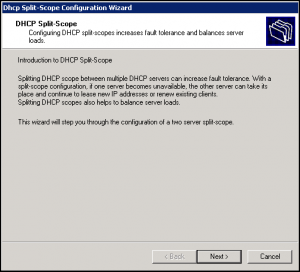 Dhcp Split-Scope Configuration Wizard
DHCP Split-Scope
Configuring DHCP split-scopes increases fault tolerance and balances server
loads.
Introduction to DHCP Split-Scope
Splitting DHCP scope between multiple DHCP servers can increase fault tolerance. With a
split-scope configuration, if one server becomes unavailable, the other server can take its
place and continue to lease new IP addresses or renew existing clients.
Splitting DHCP scopes also helps to balance server loads.
This wizard will step you through the configuration of a two server split-scope.
< Back
Next >
Cancel